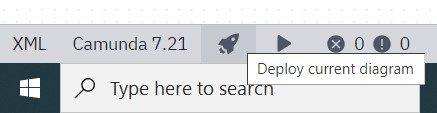 XML Camunda 7.21 0 0
Deploy current diagram
Type here to search